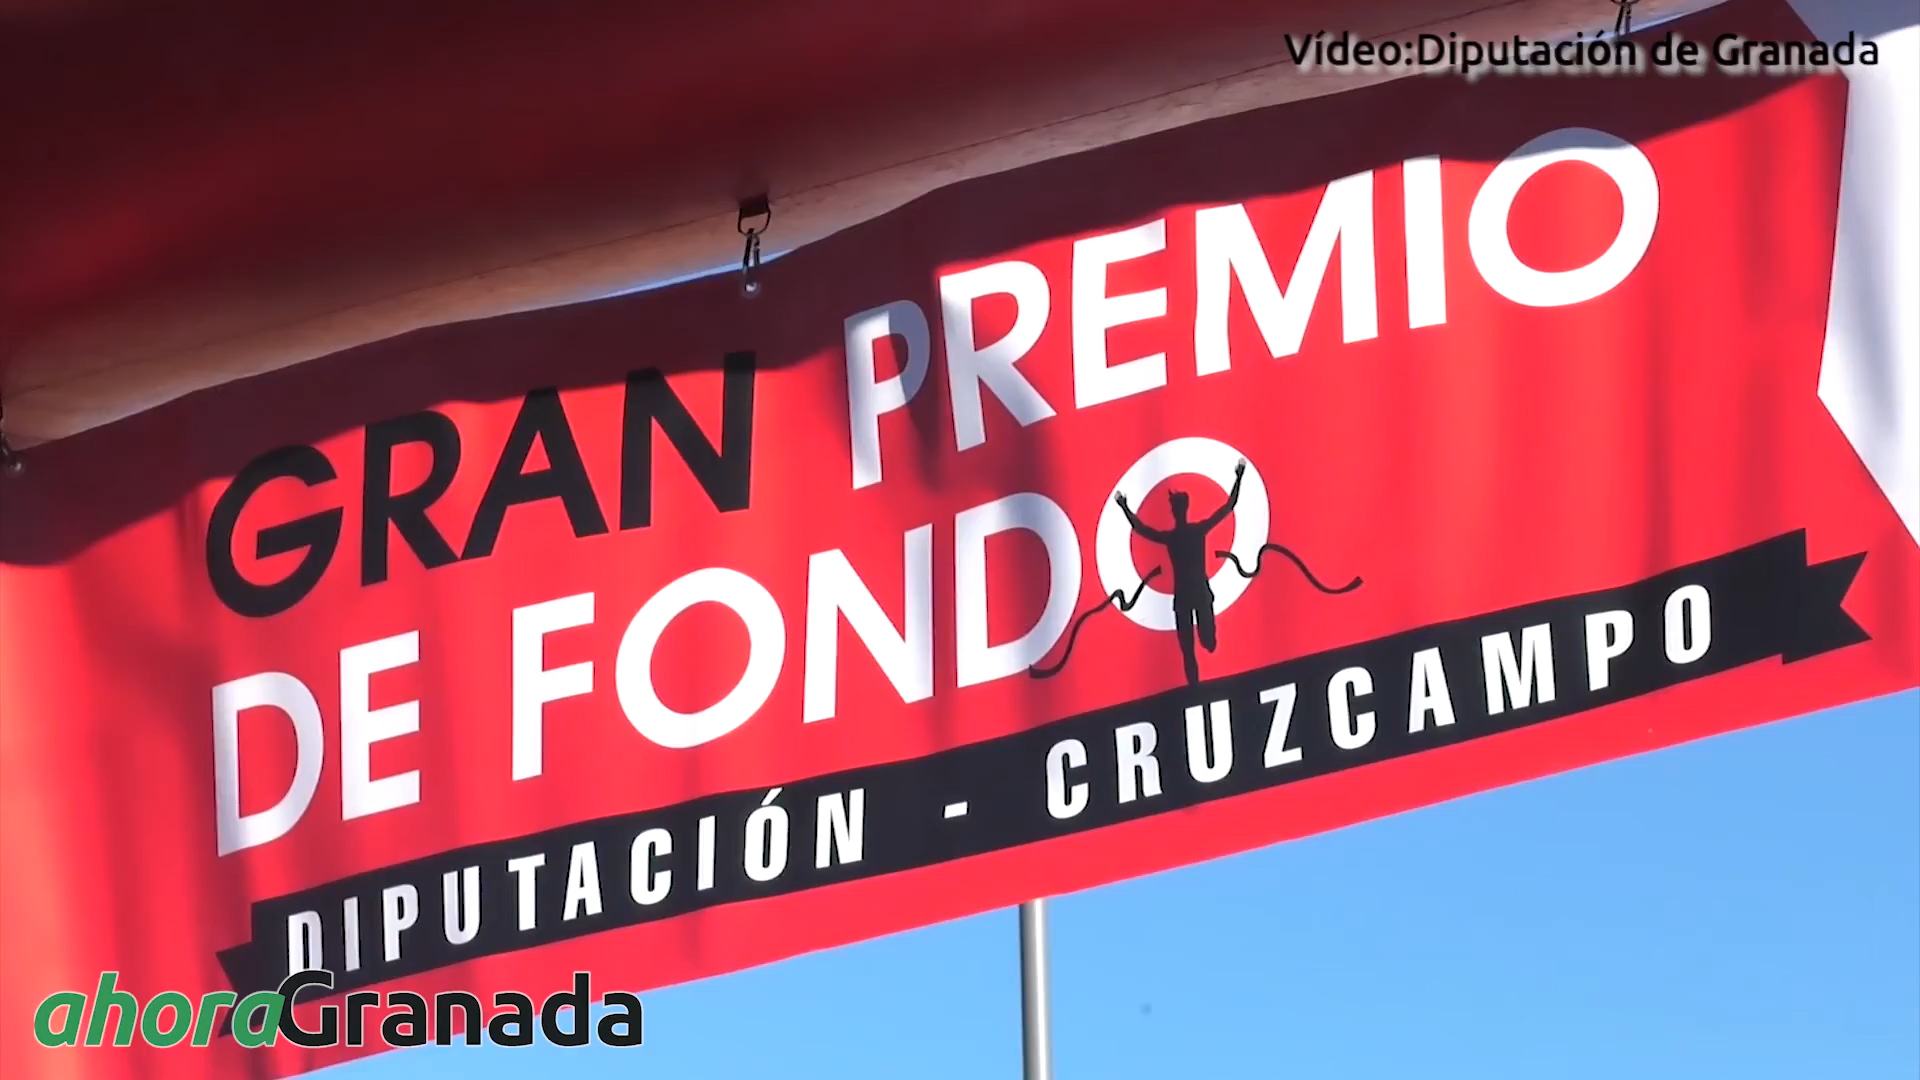 Vídeo:Diputación de Granada
GRAN PREMIO
DE FONDO
DIPUTACIÓN - CRUZCAMPO
ahoraGranada